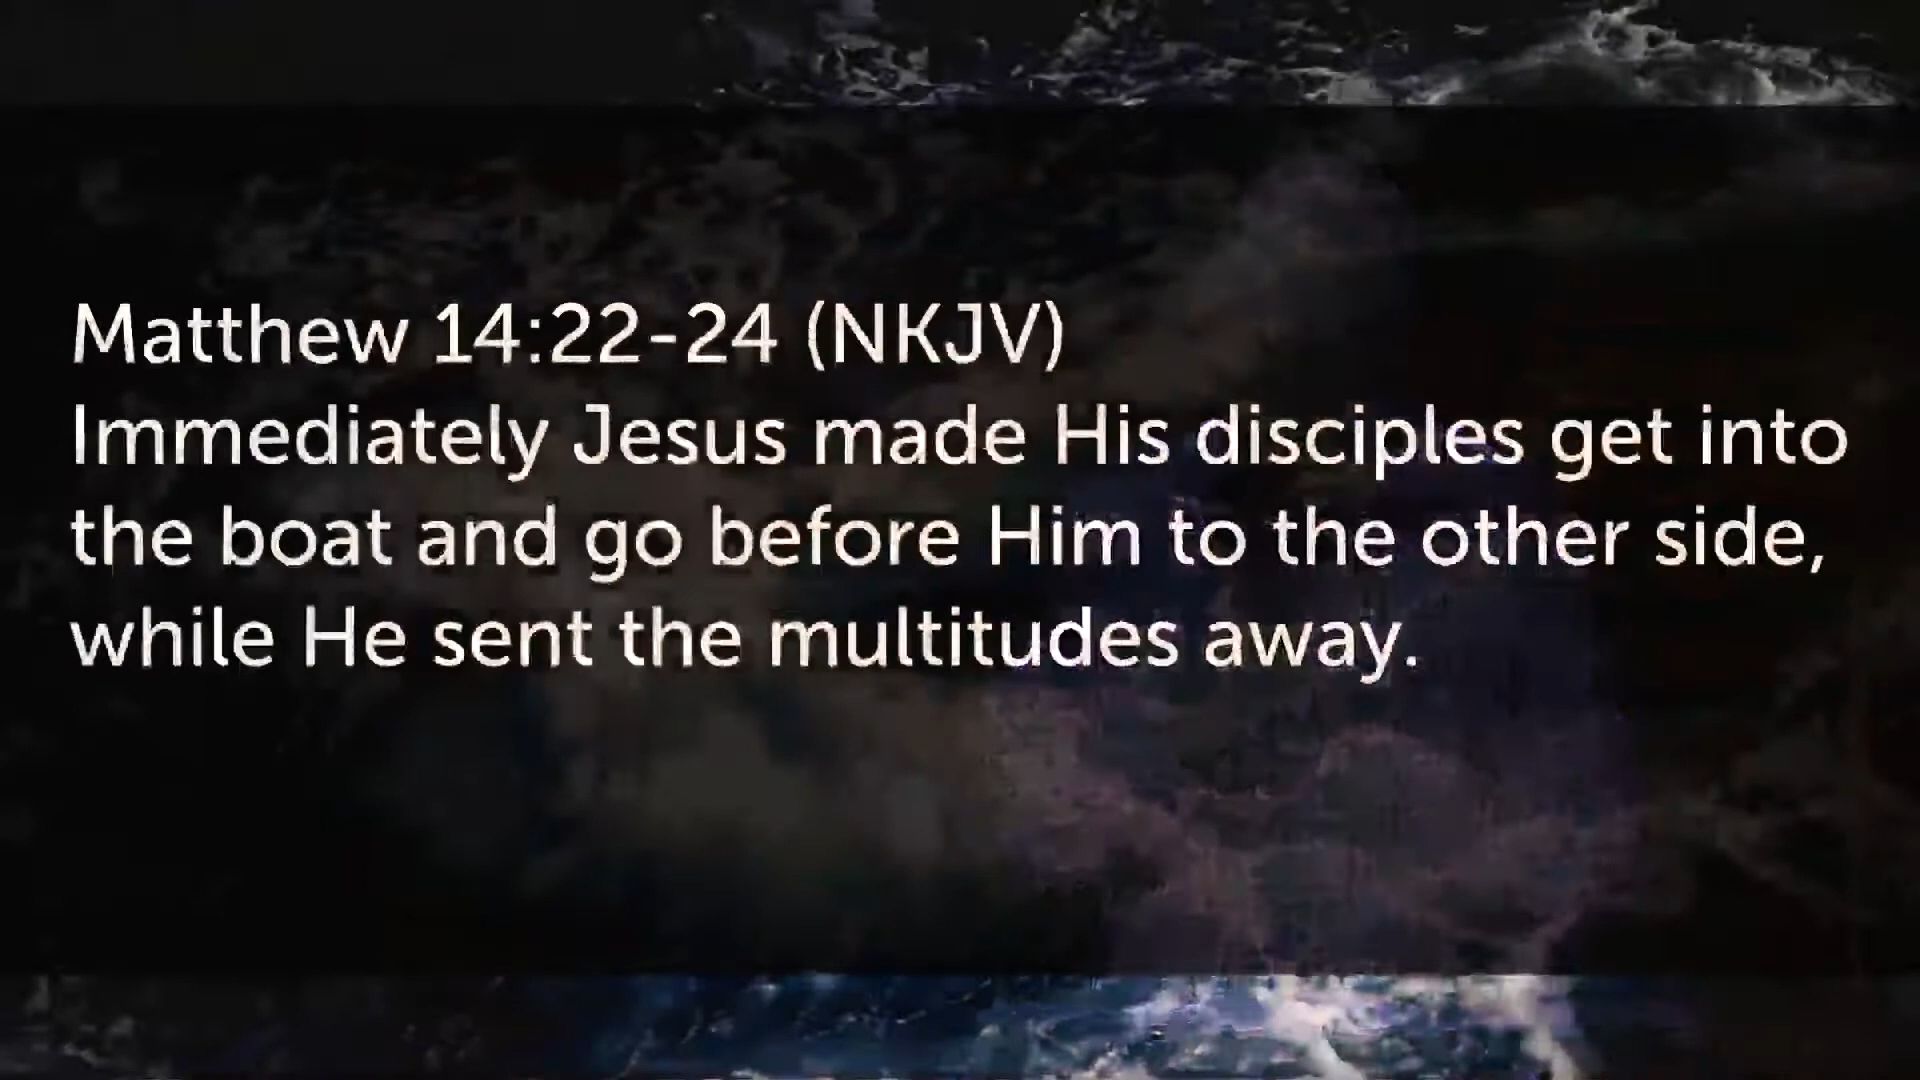 Matthew 14:22-24 (NKJV)
Immediately Jesus made His disciples get into
the boat and go before Him to the other side,
while He sent the multitudes away.